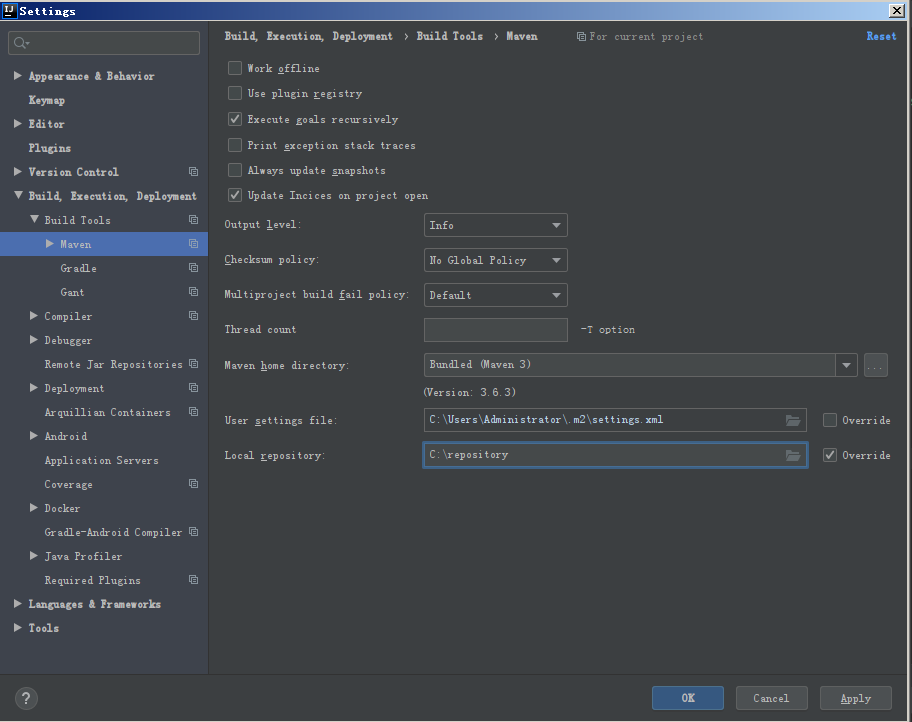 Settings
Build, Execution, Deployment › Build Tools › Maven For current project Reset
Appearance & Behavior
Keymap
Editor
Plugins
Version Control
Build, Execution, Deployment
Build Tools
Maven
Gradle
Gant
Compiler
Debugger
Remote Jar Repositories
Deployment
Arquillian Containers
Android
Application Servers
Coverage
Docker
Gradle-Android Compiler
Java Profiler
Required Plugins
Languages & Frameworks
Tools
Work offline
Use plugin registry
Execute goals recursively
Print exception stack traces
Always update snapshots
Update Incices on project open
Output level: Info
Checksum policy: No Global Policy
Multiproject build fail policy: Default
Thread count -T option
Maven home directory: Bundled (Maven 3) ...
(Version: 3.6.3)
User settings file: C:\Users\Administrator\.m2\settings.xml Override
Local repository: C:\repository Override
? OK Cancel Apply